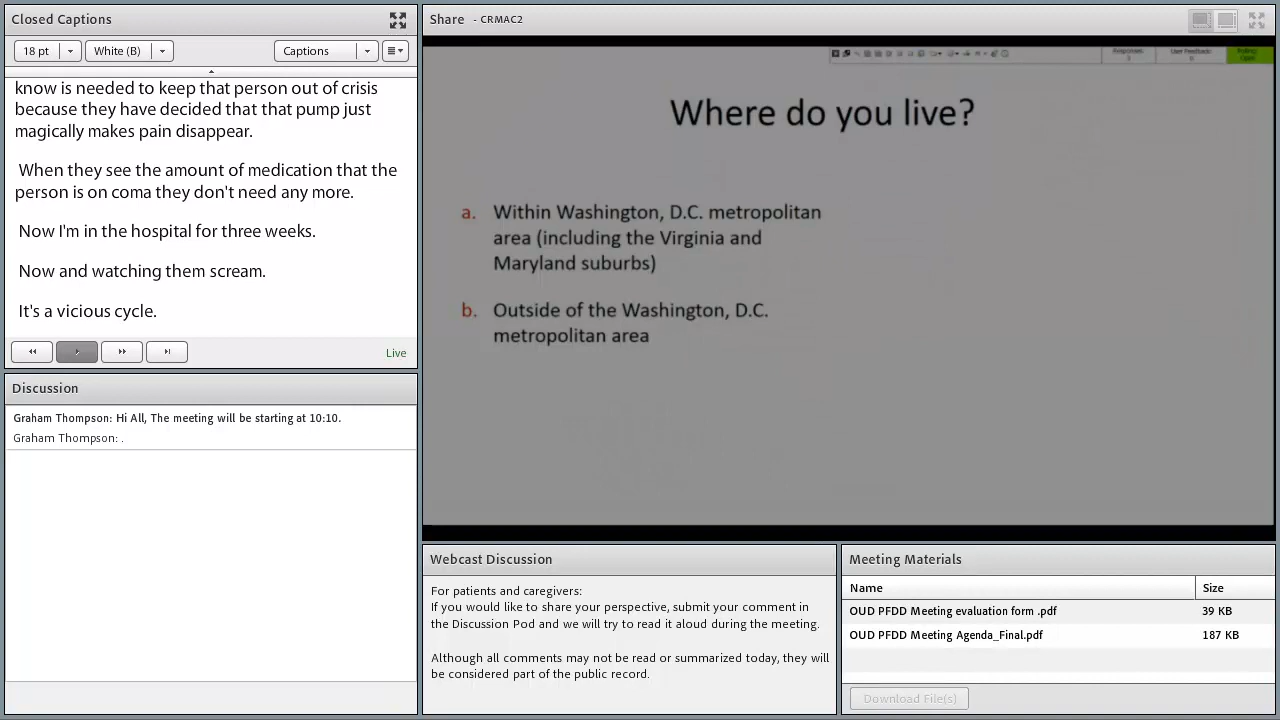 Closed Captions
18 pt
White (B)
Captions
know is needed to keep that person out of crisis
because they have decided that that pump just
magically makes pain disappear.
When they see the amount of medication that the
person is on coma they don't need any more.
Now I'm in the hospital for three weeks.
Now and watching them scream.
It's a vicious cycle.
Live
Discussion
Graham Thompson: Hi All, The meeting will be starting at 10:10.
Graham Thompson: .
Share - CRMAC2
Where do you live?
a. Within Washington, D.C. metropolitan
area (including the Virginia and
Maryland suburbs)
b. Outside of the Washington, D.C.
metropolitan area
Webcast Discussion
For patients and caregivers:
If you would like to share your perspective, submit your comment in
the Discussion Pod and we will try to read it aloud during the meeting.
Although all comments may not be read or summarized today, they will
be considered part of the public record.
Meeting Materials
Name Size
OUD PFDD Meeting evaluation form .pdf 39 KB
OUD PFDD Meeting Agenda_Final.pdf 187 KB
Download File(s)